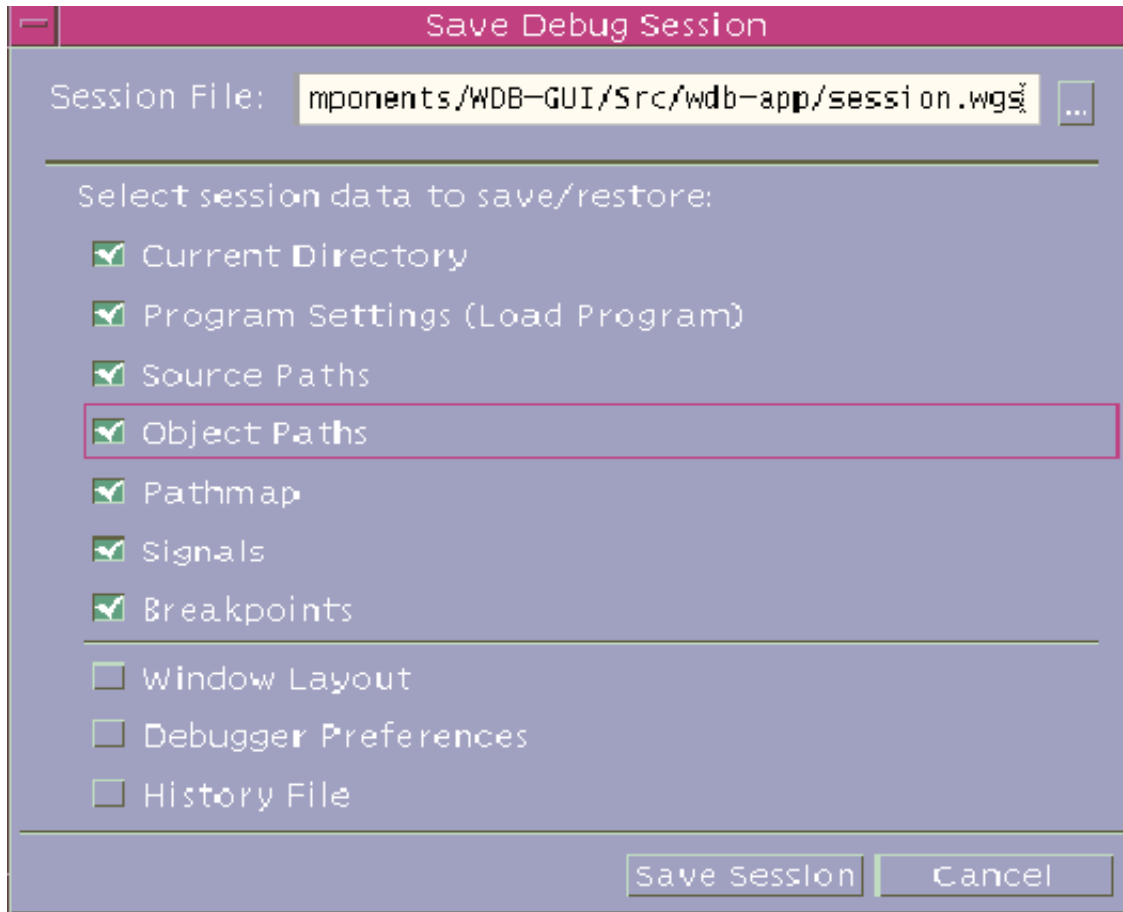 Save Debug Session
Session File: mponents/WDB-GUI/Src/wdb-app/session.wgs ...
Select session data to save/restore:
Current Directory
Program Settings (Load Program)
Source Paths
Object Paths
Pathmap
Signals
Breakpoints
Window Layout
Debugger Preferences
History File
Save Session Cancel